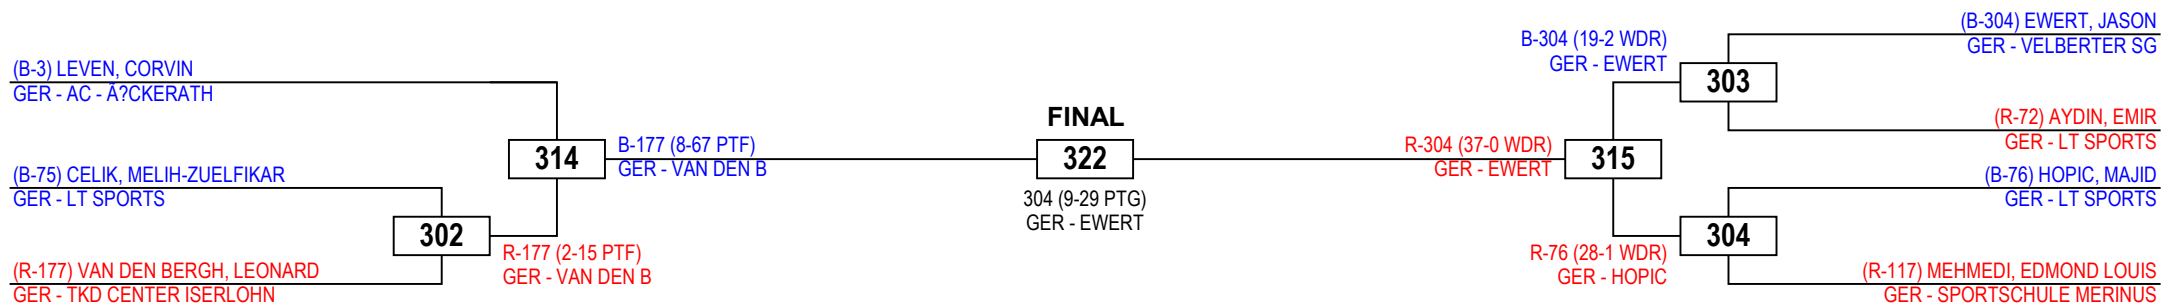 (B-3) LEVEN, CORVIN
GER - AC - Ä?CKERATH
(B-75) CELIK, MELIH-ZUELFIKAR
GER - LT SPORTS
302
(R-177) VAN DEN BERGH, LEONARD
GER - TKD CENTER ISERLOHN
314
R-177 (2-15 PTF)
GER - VAN DEN B
B-177 (8-67 PTF)
GER - VAN DEN B
FINAL
322
304 (9-29 PTG)
GER - EWERT
R-304 (37-0 WDR)
GER - EWERT
315
B-304 (19-2 WDR)
GER - EWERT
R-76 (28-1 WDR)
GER - HOPIC
(B-304) EWERT, JASON
GER - VELBERTER SG
303
(R-72) AYDIN, EMIR
GER - LT SPORTS
(B-76) HOPIC, MAJID
GER - LT SPORTS
304
(R-117) MEHMEDI, EDMOND LOUIS
GER - SPORTSCHULE MERINUS